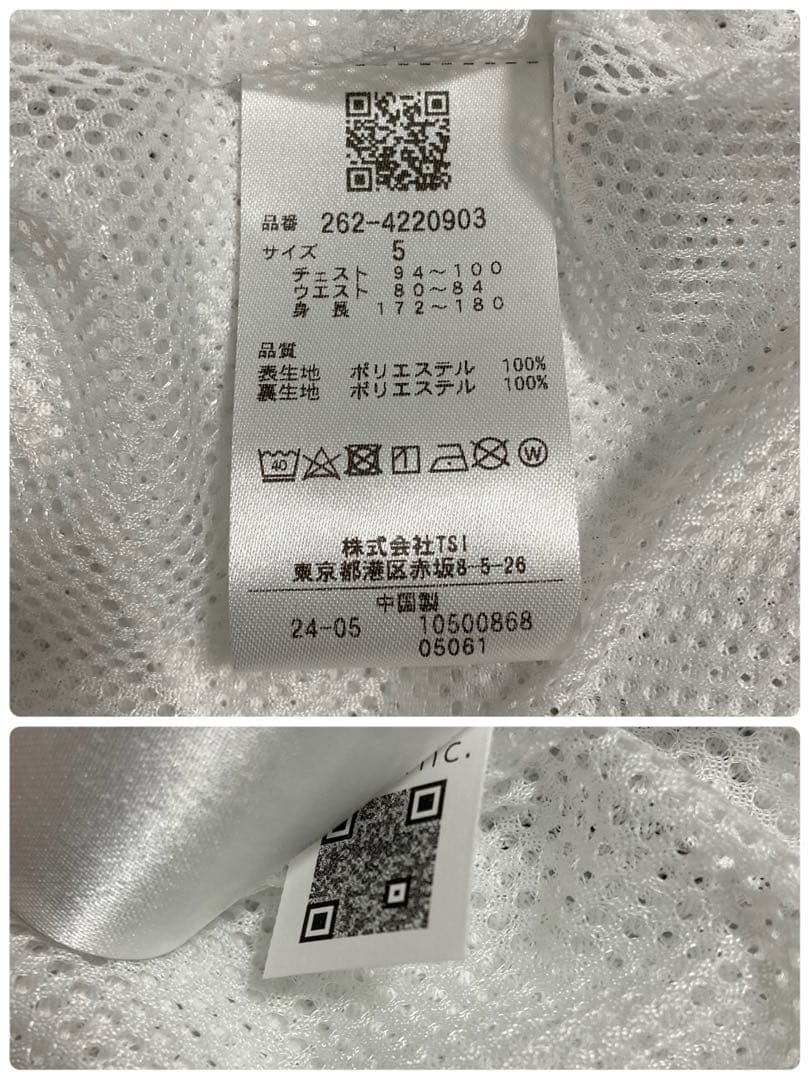 品番 262-4220903
サイズ 5
チェスト 94〜100
ウエスト 80〜84
身長 172〜180
品質
表生地 ポリエステル 100%
裏生地 ポリエステル 100%
40 W
株式会社TSI
東京都港区赤坂8-5-26
中国製
24-05 10500868
05061
nc.